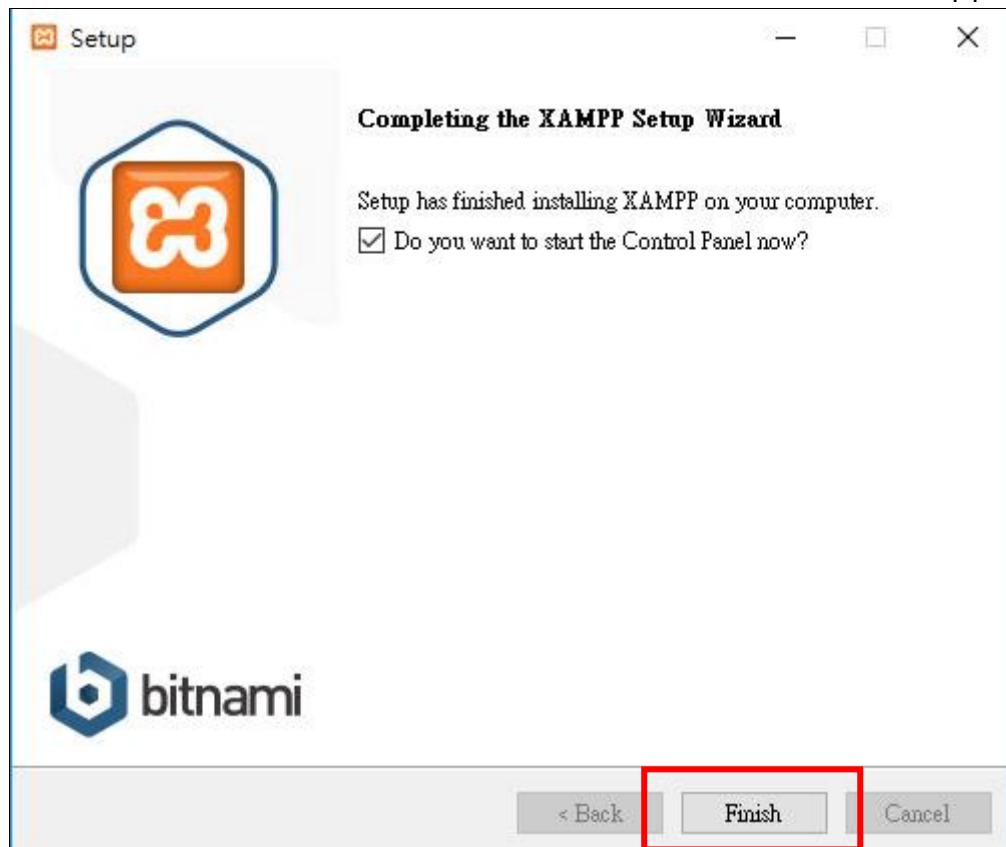 Setup
Completing the XAMPP Setup Wizard
Setup has finished installing XAMPP on your computer.
Do you want to start the Control Panel now?
bitnami
< Back
Finish
Cancel